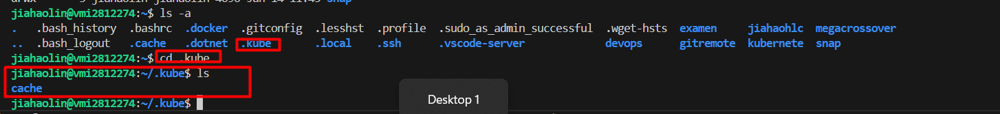 jiahaolin@vmi2812274:~$ ls -a
. .bash_history .bashrc .docker .gitconfig .lesshst .profile .sudo_as_admin_successful .wget-hsts examen jiahaohlc megacrossover
.. .bash_logout .cache .dotnet .kube .local .ssh .vscode-server devops gitremote kubernete snap
jiahaolin@vmi2812274:~$ cd .kube
jiahaolin@vmi2812274:~/.kube$ ls
cache
jiahaolin@vmi2812274:~/.kube$
Desktop 1